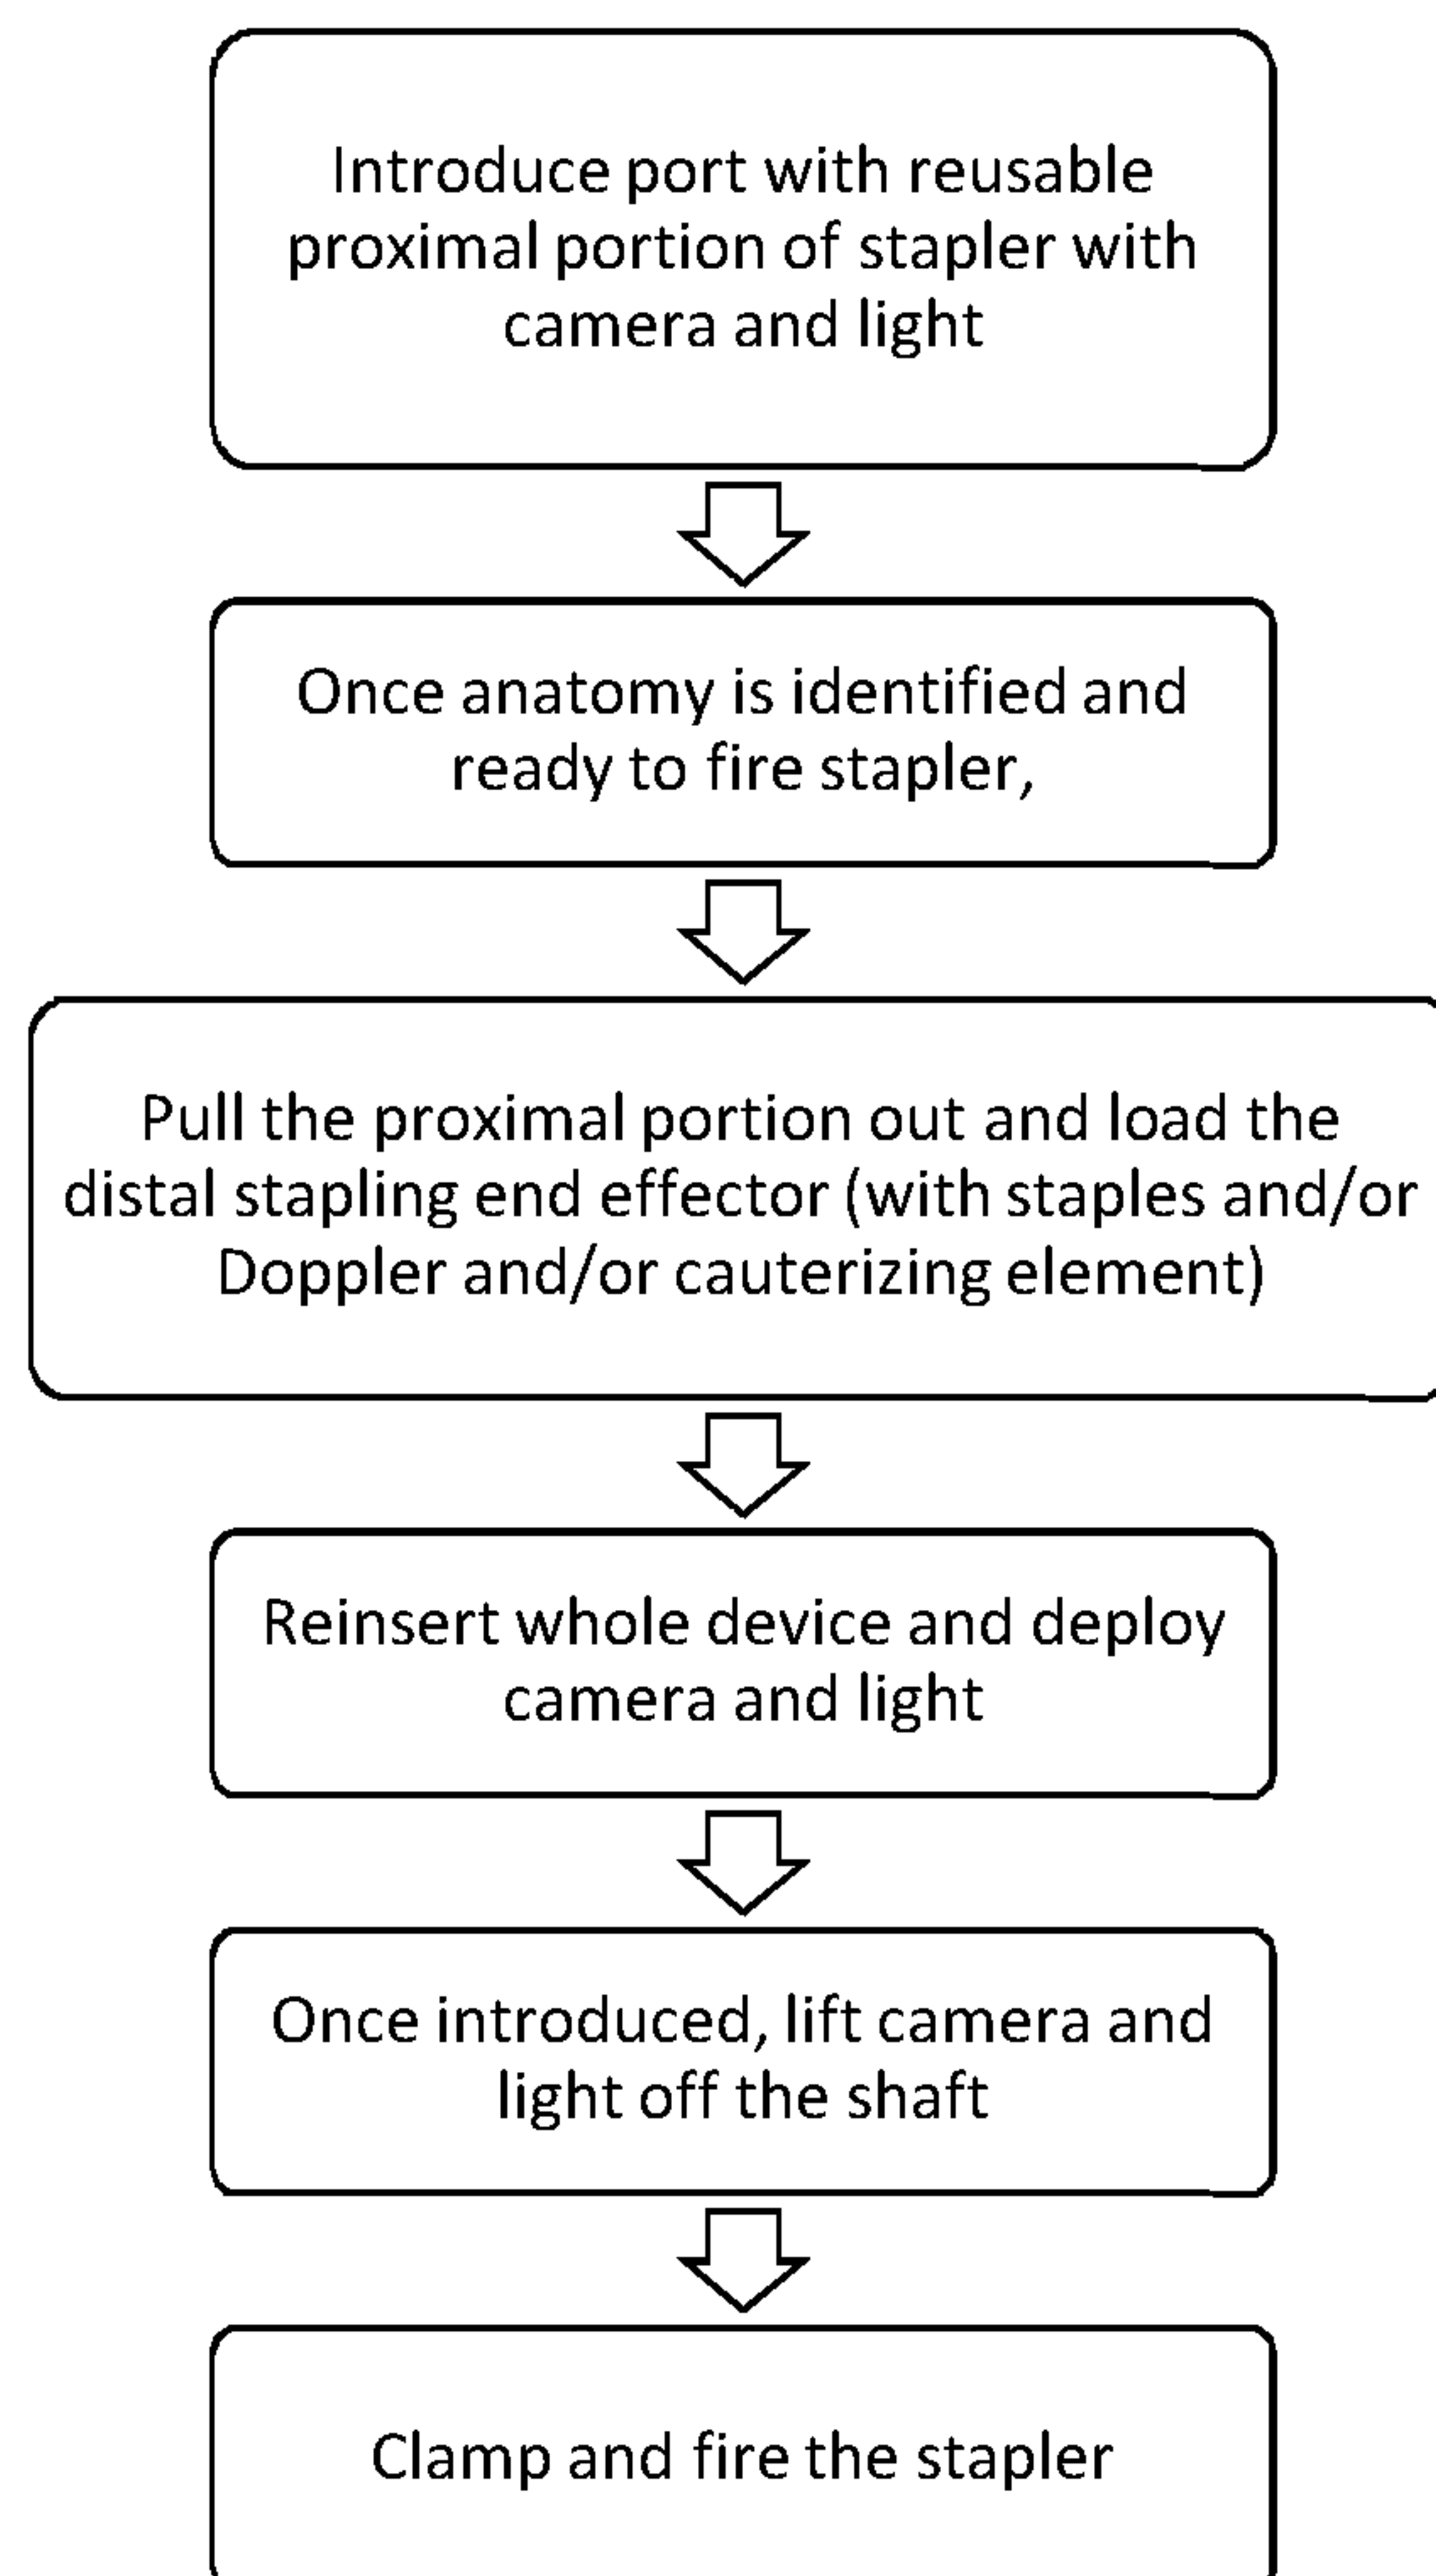 Introduce port with reusable
proximal portion of stapler with
camera and light
Once anatomy is identified and
ready to fire stapler,
Pull the proximal portion out and load the
distal stapling end effector (with staples and/or
Doppler and/or cauterizing element)
Reinsert whole device and deploy
camera and light
Once introduced, lift camera and
light off the shaft
Clamp and fire the stapler